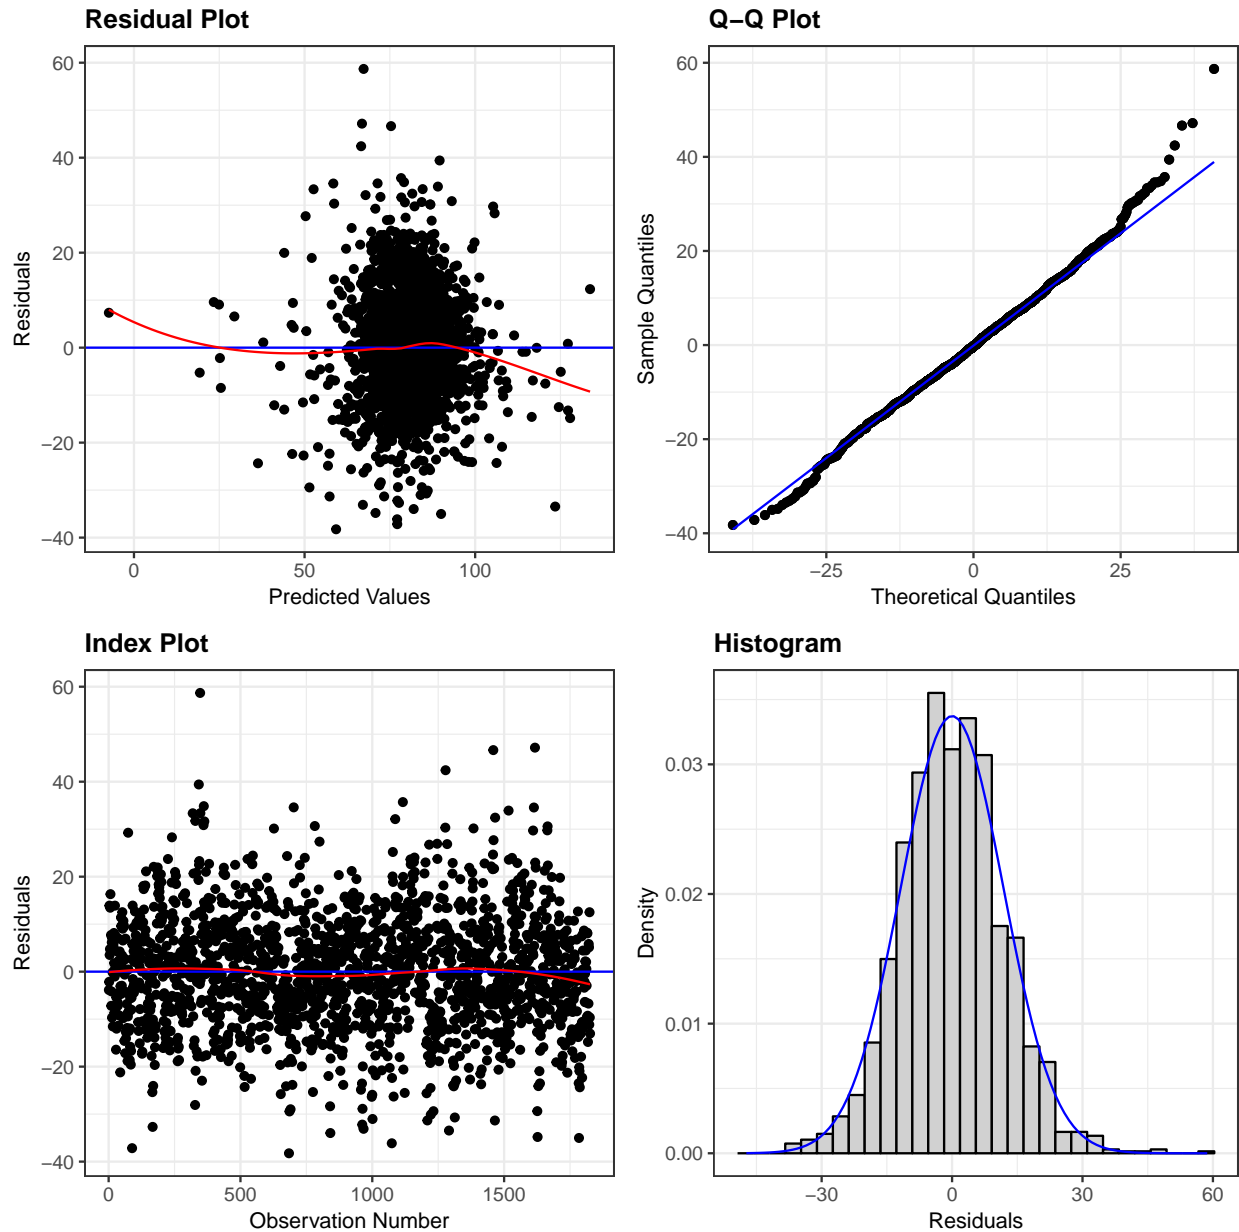 Residual Plot
60
40
20
0
−20
−40
Residuals
0 50 100
Predicted Values
Q−Q Plot
60
40
20
0
−20
−40
Sample Quantiles
−25 0 25
Theoretical Quantiles
Index Plot
60
40
20
0
−20
−40
Residuals
0 500 1000 1500
Observation Number
Histogram
0.03
0.02
0.01
0.00
Density
−30 0 30 60
Residuals